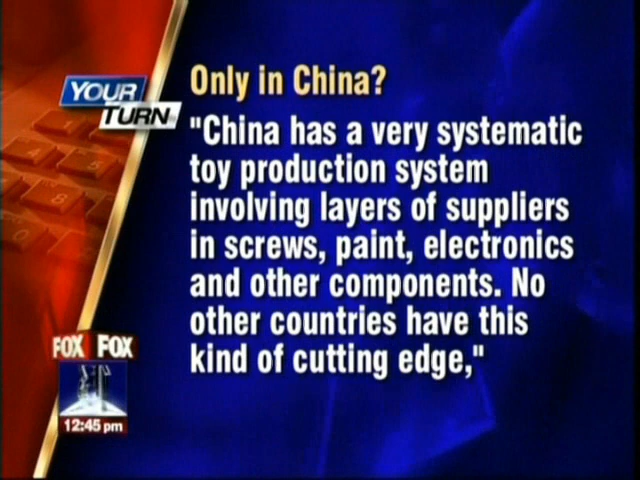 Only in China?
YOUR
TURN
"China has a very systematic
toy production system
involving layers of suppliers
in screws, paint, electronics
and other components. No
other countries have this
kind of cutting edge,"
FOX FOX
12:45 pm